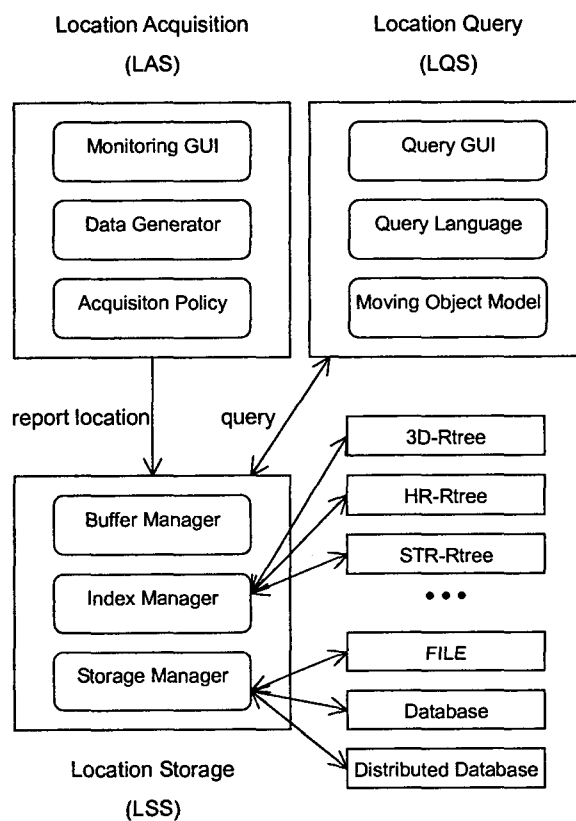 Location Acquisition
(LAS)
Location Query
(LQS)
Monitoring GUI
Data Generator
Acquisiton Policy
Query GUI
Query Language
Moving Object Model
report location
query
Buffer Manager
Index Manager
Storage Manager
3D-Rtree
HR-Rtree
STR-Rtree
•••
FILE
Database
Distributed Database
Location Storage
(LSS)